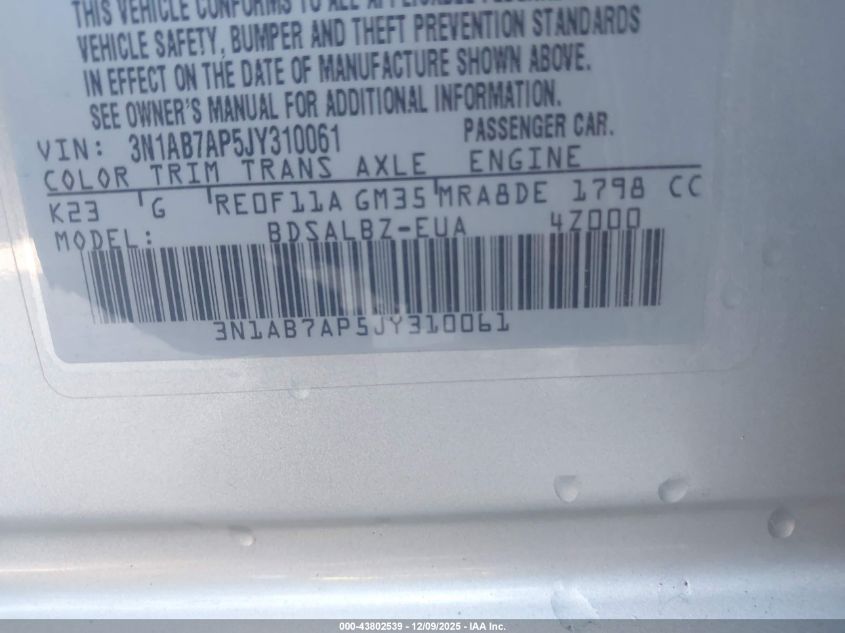 THIS VEHICLE CONFORMS TO ALL APPLICABLE
VEHICLE SAFETY, BUMPER AND THEFT PREVENTION STANDARDS
IN EFFECT ON THE DATE OF MANUFACTURE SHOWN ABOVE.
SEE OWNER'S MANUAL FOR ADDITIONAL INFORMATION.
VIN: 3N1AB7AP5JY310061 PASSENGER CAR.
COLOR TRIM TRANS AXLE ENGINE
K23 G RE0F11A GM35 MRA8DE 1798 CC
MODEL: BDSALBZ-EUA 4Z000
3N1AB7AP5JY310061
000-43802539 - 12/09/2025 - IAA Inc.